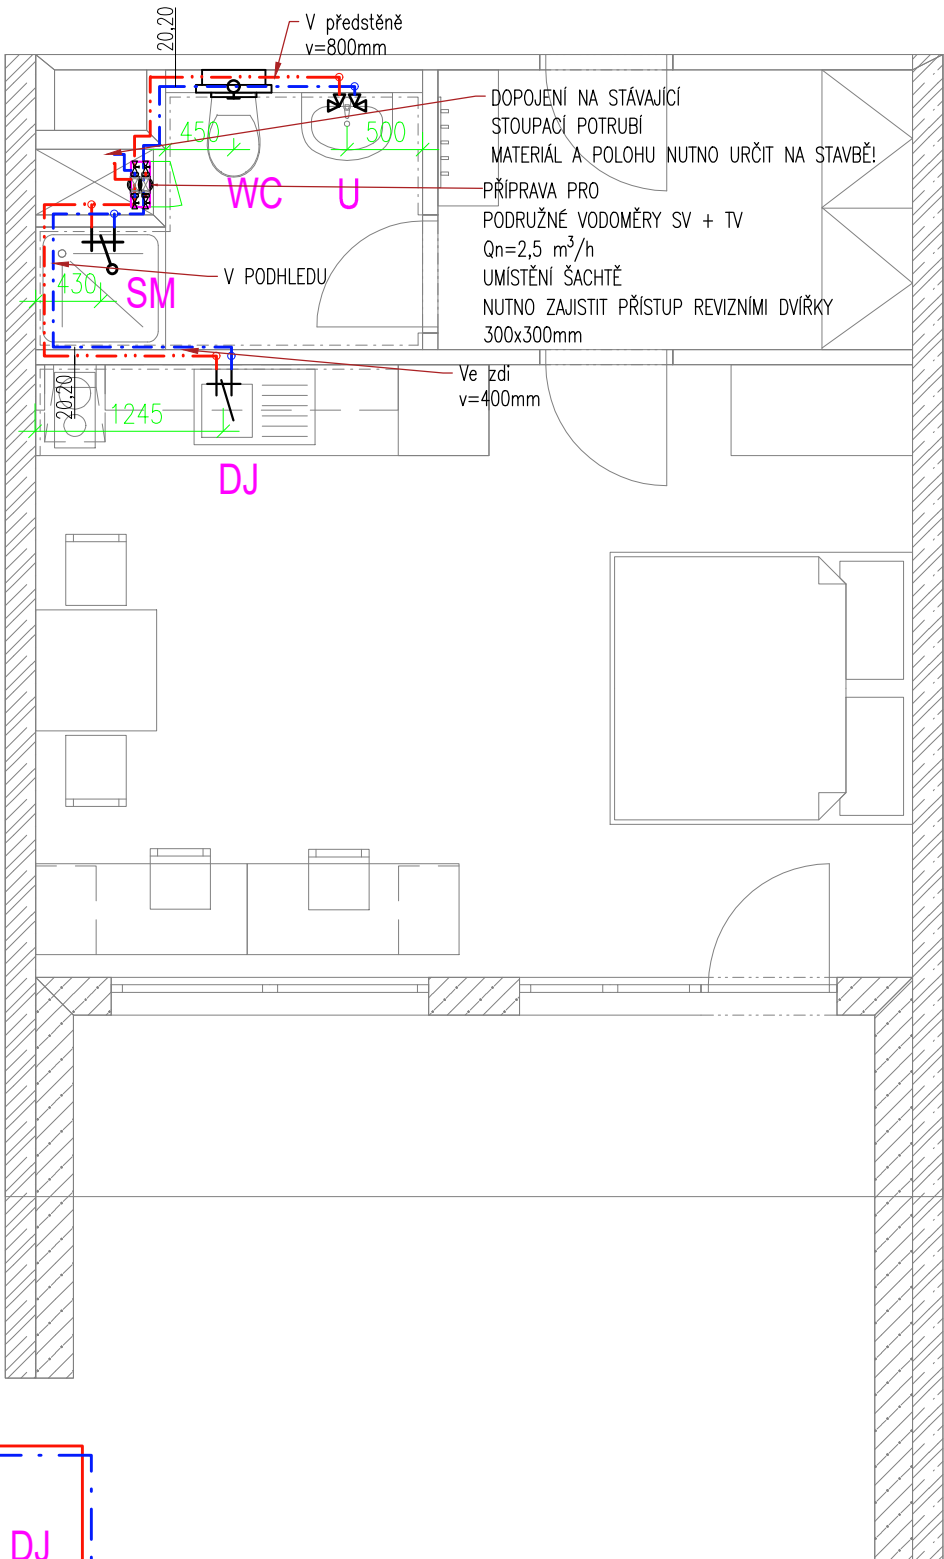 20,20
V předstěně
v=800mm
DOPOJENÍ NA STÁVAJÍCÍ
STOUPACÍ POTRUBÍ
MATERIÁL A POLOHU NUTNO URČIT NA STAVBĚ!
450
500
WC
U
PŘÍPRAVA PRO
PODRUŽNÉ VODOMĚRY SV + TV
Qn=2,5 m³/h
UMÍSTĚNÍ ŠACHTĚ
NUTNO ZAJISTIT PŘÍSTUP REVIZNÍMI DVÍŘKY
300x300mm
V PODHLEDU
430
SM
Ve zdi
v=400mm
20,20
1245
DJ
DJ